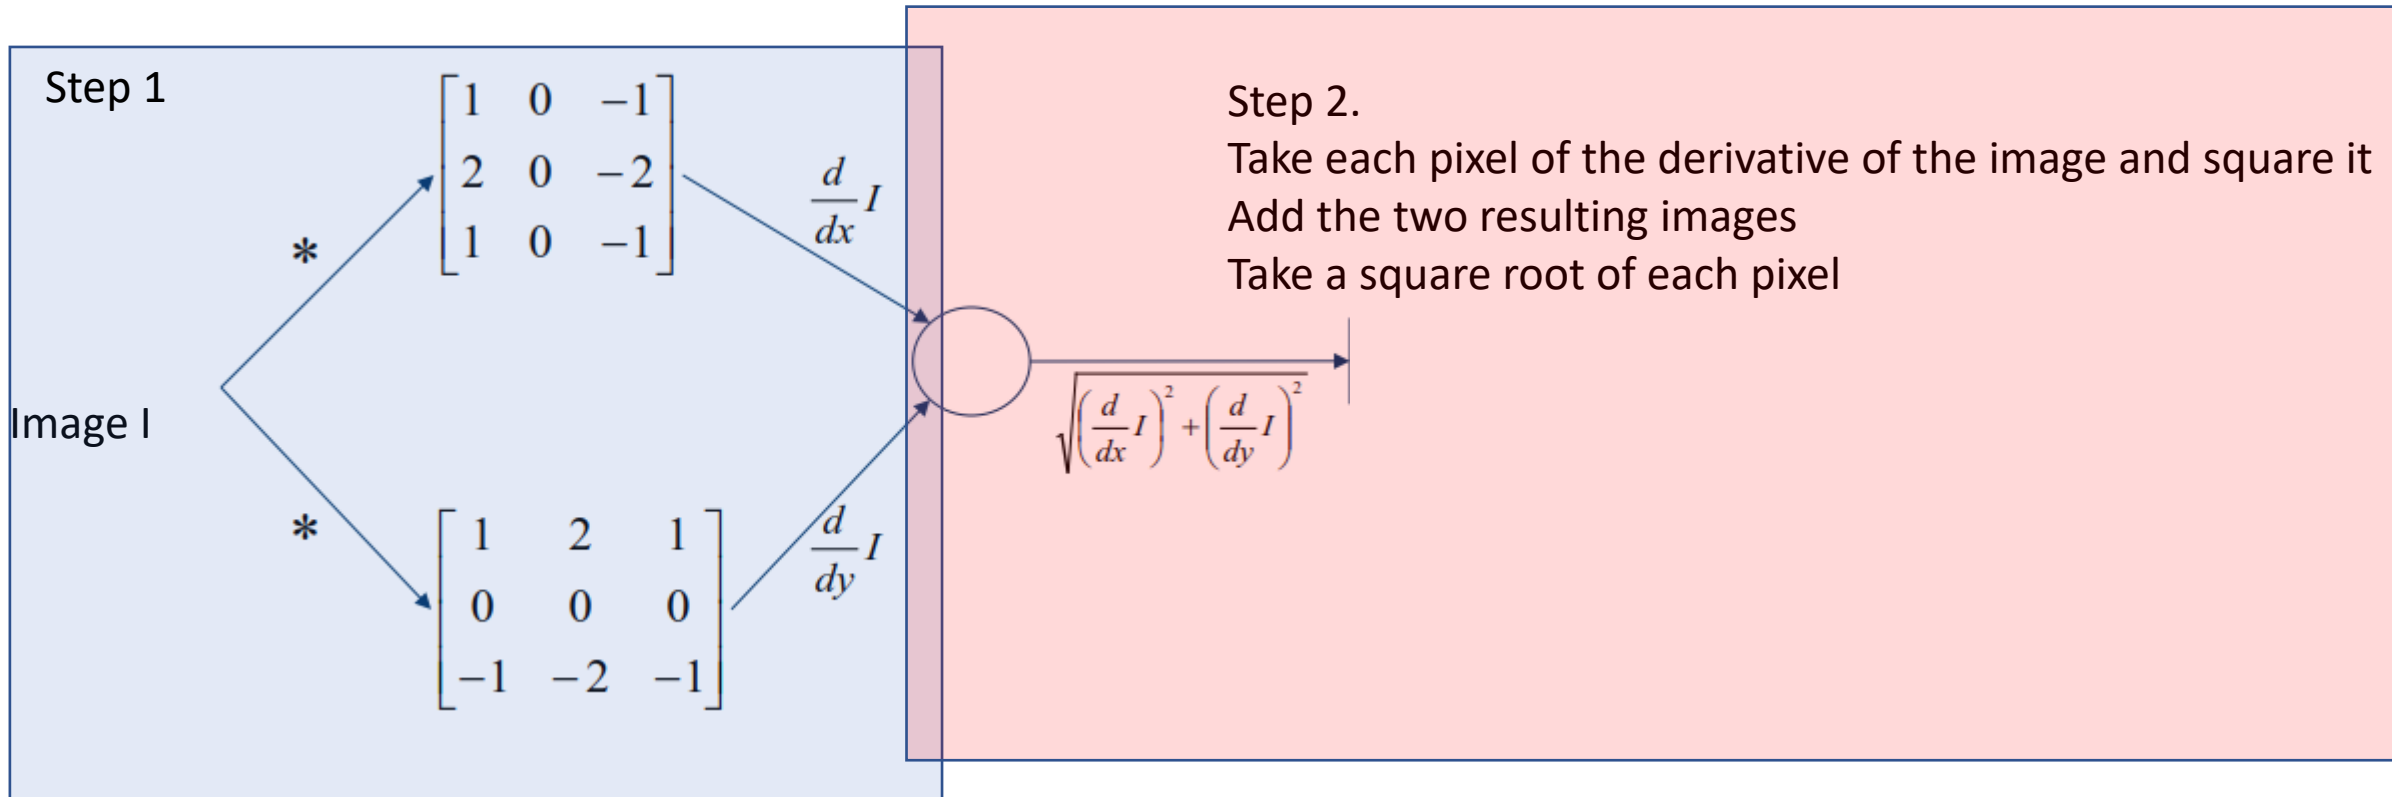 Step 1
[1 0 −1
2 0 −2
1 0 −1]
d/dx I
*
Image I
*
[1 2 1
0 0 0
−1 −2 −1]
d/dy I
Step 2.
Take each pixel of the derivative of the image and square it
Add the two resulting images
Take a square root of each pixel
√((d/dx I)² + (d/dy I)²)